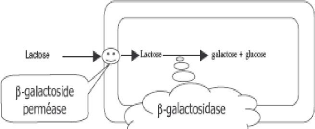 Lactose
Lactose
galactose + glucose
β-galactoside
perméase
β-galactosidase